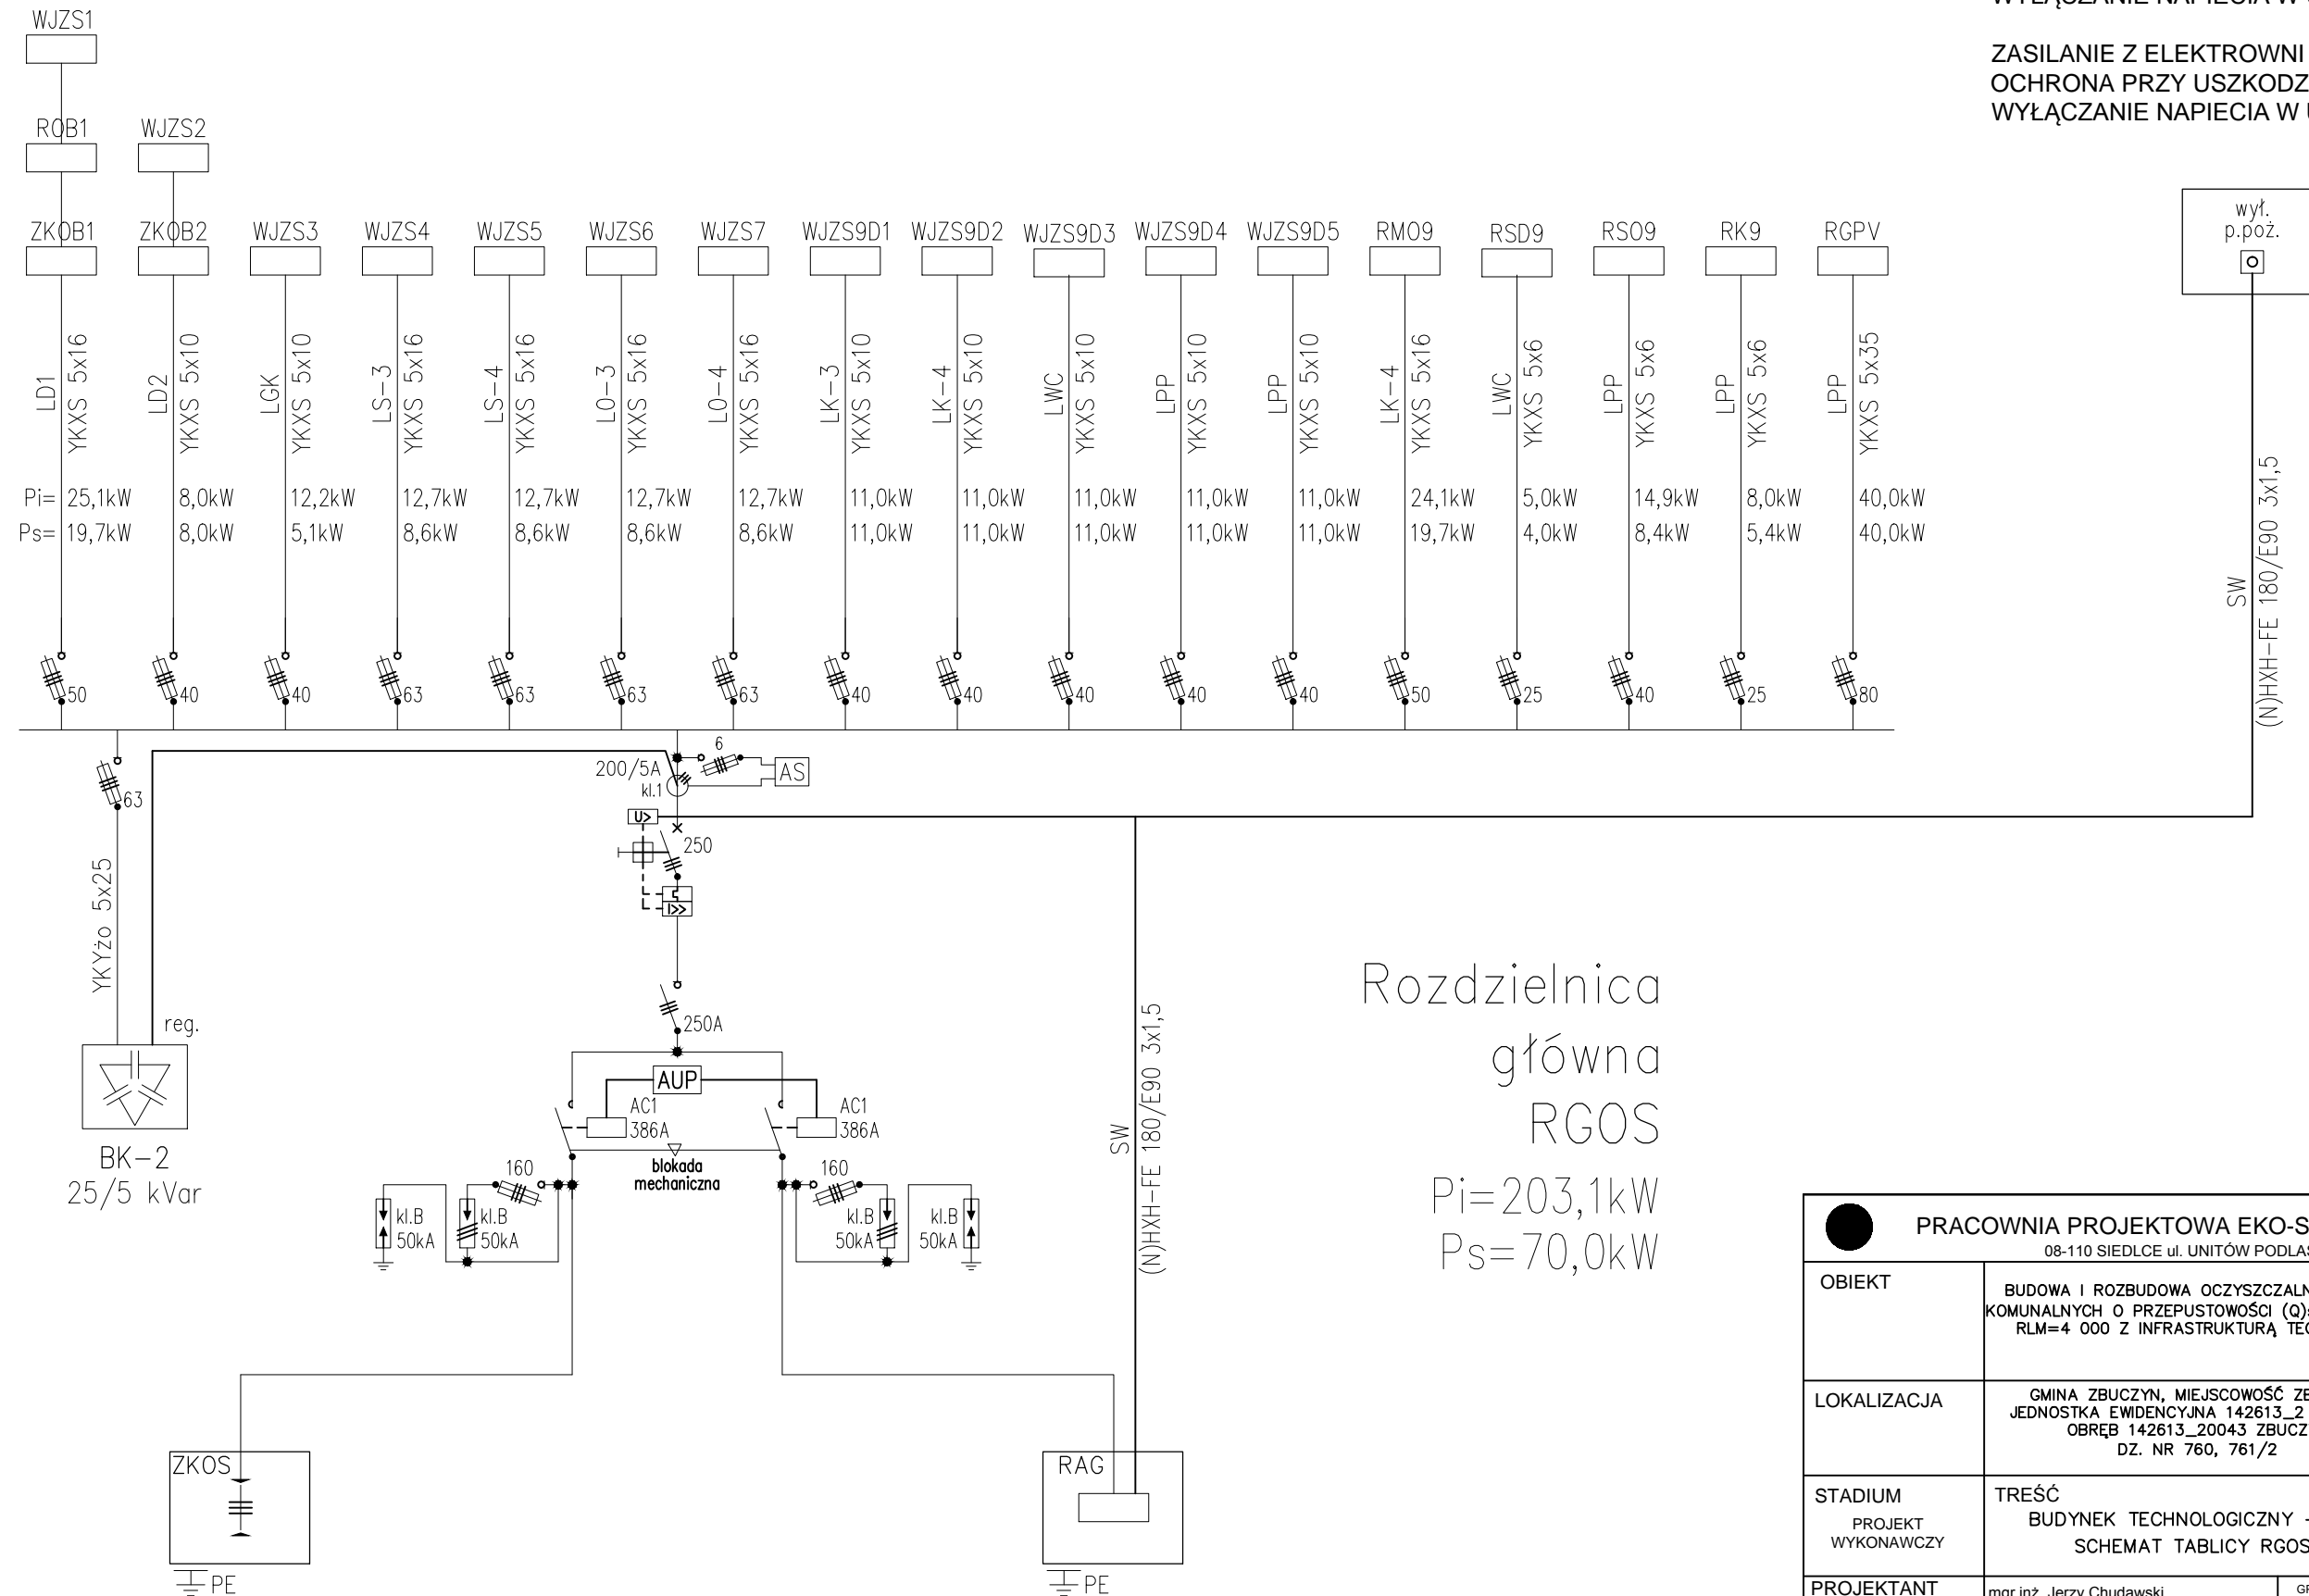 WYŁĄCZANIE NAPIECIA W
ZASILANIE Z ELEKTROWNI
OCHRONA PRZY USZKODZ
WYŁĄCZANIE NAPIECIA W U
WJZS1
ROB1 WJZS2
ZKOB1 ZKOB2 WJZS3 WJZS4 WJZS5 WJZS6 WJZS7 WJZS9D1 WJZS9D2 WJZS9D3 WJZS9D4 WJZS9D5 RMO9 RSD9 RSO9 RK9 RGPV
wył.
p.poż.
LD1 YKXS 5x16
LD2 YKXS 5x10
LGK YKXS 5x10
LS-3 YKXS 5x16
LS-4 YKXS 5x16
LO-3 YKXS 5x16
LO-4 YKXS 5x16
LK-3 YKXS 5x10
LK-4 YKXS 5x10
LWC YKXS 5x10
LPP YKXS 5x10
LPP YKXS 5x10
LK-4 YKXS 5x16
LWC YKXS 5x6
LPP YKXS 5x6
LPP YKXS 5x6
LPP YKXS 5x35
Pi= 25,1kW 8,0kW 12,2kW 12,7kW 12,7kW 12,7kW 12,7kW 11,0kW 11,0kW 11,0kW 11,0kW 11,0kW 24,1kW 5,0kW 14,9kW 8,0kW 40,0kW
Ps= 19,7kW 8,0kW 5,1kW 8,6kW 8,6kW 8,6kW 8,6kW 11,0kW 11,0kW 11,0kW 11,0kW 11,0kW 19,7kW 4,0kW 8,4kW 5,4kW 40,0kW
SW
(N)HXH-FE 180/E90 3x1,5
50 40 40 63 63 63 63 40 40 40 40 40 50 25 40 25 80
63
6
200/5A
kl.1
AS
U>
250
I>>
YKYżo 5x25
250A
reg.
AUP
AC1
386A
AC1
386A
blokada
mechaniczna
BK-2
25/5 kVar
160
160
kl.B
50kA
kl.B
50kA
kl.B
50kA
kl.B
50kA
SW
(N)HXH-FE 180/E90 3x1,5
Rozdzielnica
główna
RGOS
Pi=203,1kW
Ps=70,0kW
ZKOS
PE
RAG
PE
PRACOWNIA PROJEKTOWA EKO-S
08-110 SIEDLCE ul. UNITÓW PODLAS
OBIEKT
BUDOWA I ROZBUDOWA OCZYSZCZALN
KOMUNALNYCH O PRZEPUSTOWOŚCI (Q)
RLM=4 000 Z INFRASTRUKTURĄ TE
LOKALIZACJA
GMINA ZBUCZYN, MIEJSCOWOŚĆ ZB
JEDNOSTKA EWIDENCYJNA 142613_2
OBRĘB 142613_20043 ZBUCZ
DZ. NR 760, 761/2
STADIUM
PROJEKT
WYKONAWCZY
TREŚĆ
BUDYNEK TECHNOLOGICZNY -
SCHEMAT TABLICY RGOS
PROJEKTANT
mgr inż. Jerzy Chudawski